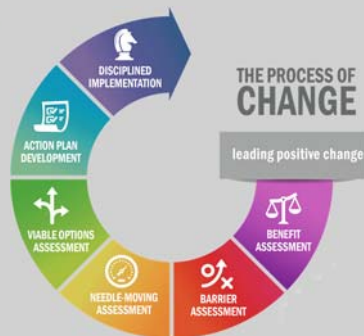 THE PROCESS OF
CHANGE
leading positive change
BENEFIT
ASSESSMENT
BARRIER
ASSESSMENT
NEEDLE-MOVING
ASSESSMENT
VIABLE OPTIONS
ASSESSMENT
ACTION PLAN
DEVELOPMENT
DISCIPLINED
IMPLEMENTATION